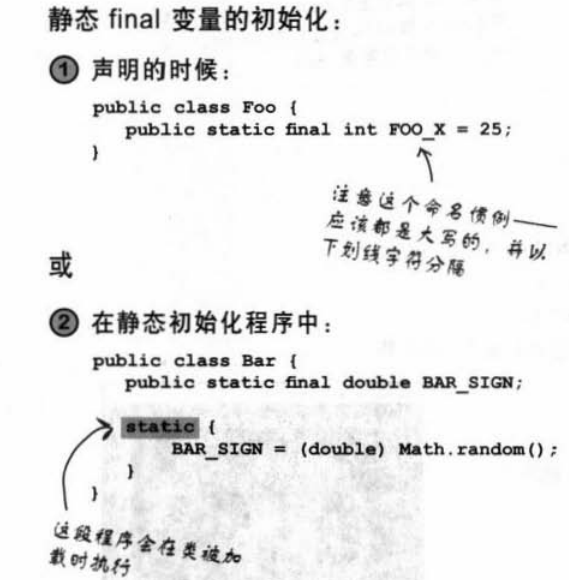 静态 final 变量的初始化：
① 声明的时候：
public class Foo {
public static final int FOO_X = 25;
}
注意这个命名惯例——
应该都是大写的，并以
下划线字符分隔
或
② 在静态初始化程序中：
public class Bar {
public static final double BAR_SIGN;
static {
BAR_SIGN = (double) Math.random();
}
}
这段程序会在类被加
载时执行